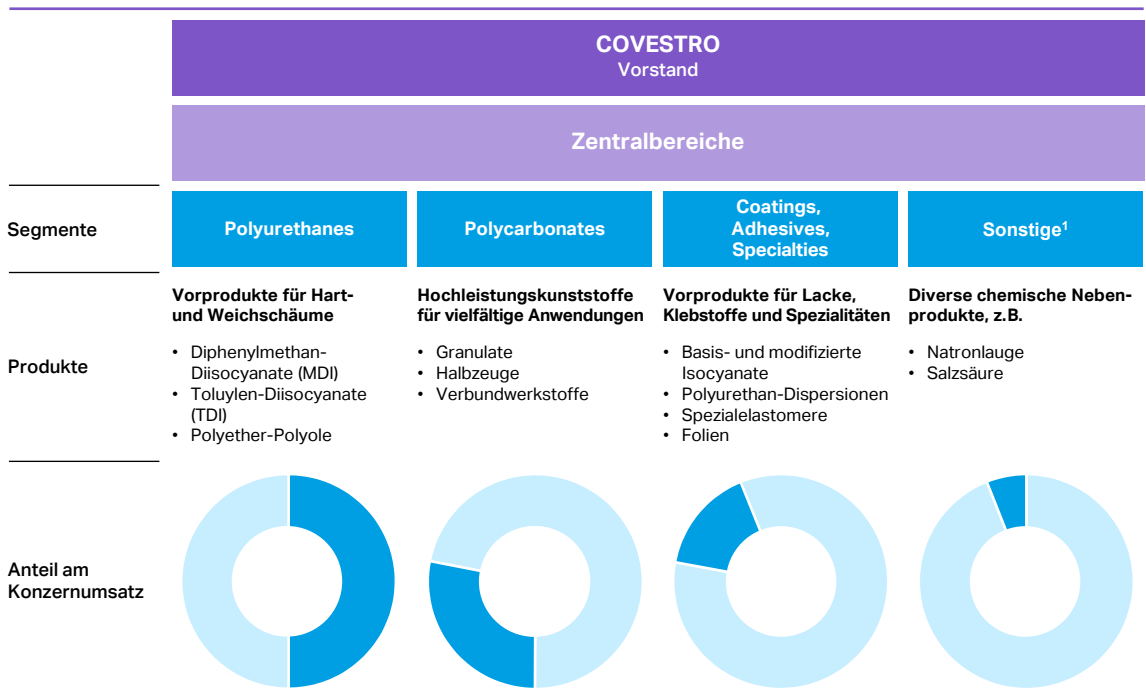 COVESTRO
Vorstand
Zentralbereiche
Segmente
Polyurethanes
Polycarbonates
Coatings,
Adhesives,
Specialties
Sonstige¹
Produkte
Vorprodukte für Hart-
und Weichschäume
• Diphenylmethan-
Diisocyanate (MDI)
• Toluylen-Diisocyanate
(TDI)
• Polyether-Polyole
Hochleistungskunststoffe
für vielfältige Anwendungen
• Granulate
• Halbzeuge
• Verbundwerkstoffe
Vorprodukte für Lacke,
Klebstoffe und Spezialitäten
• Basis- und modifizierte
Isocyanate
• Polyurethan-Dispersionen
• Spezialelastomere
• Folien
Diverse chemische Neben-
produkte, z.B.
• Natronlauge
• Salzsäure
Anteil am
Konzernumsatz